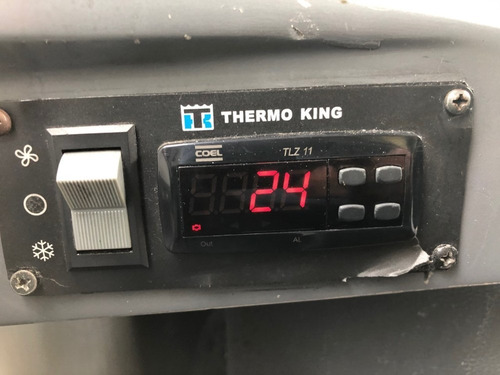 THERMO KING
COEL
TLZ 11
24
Out
AL